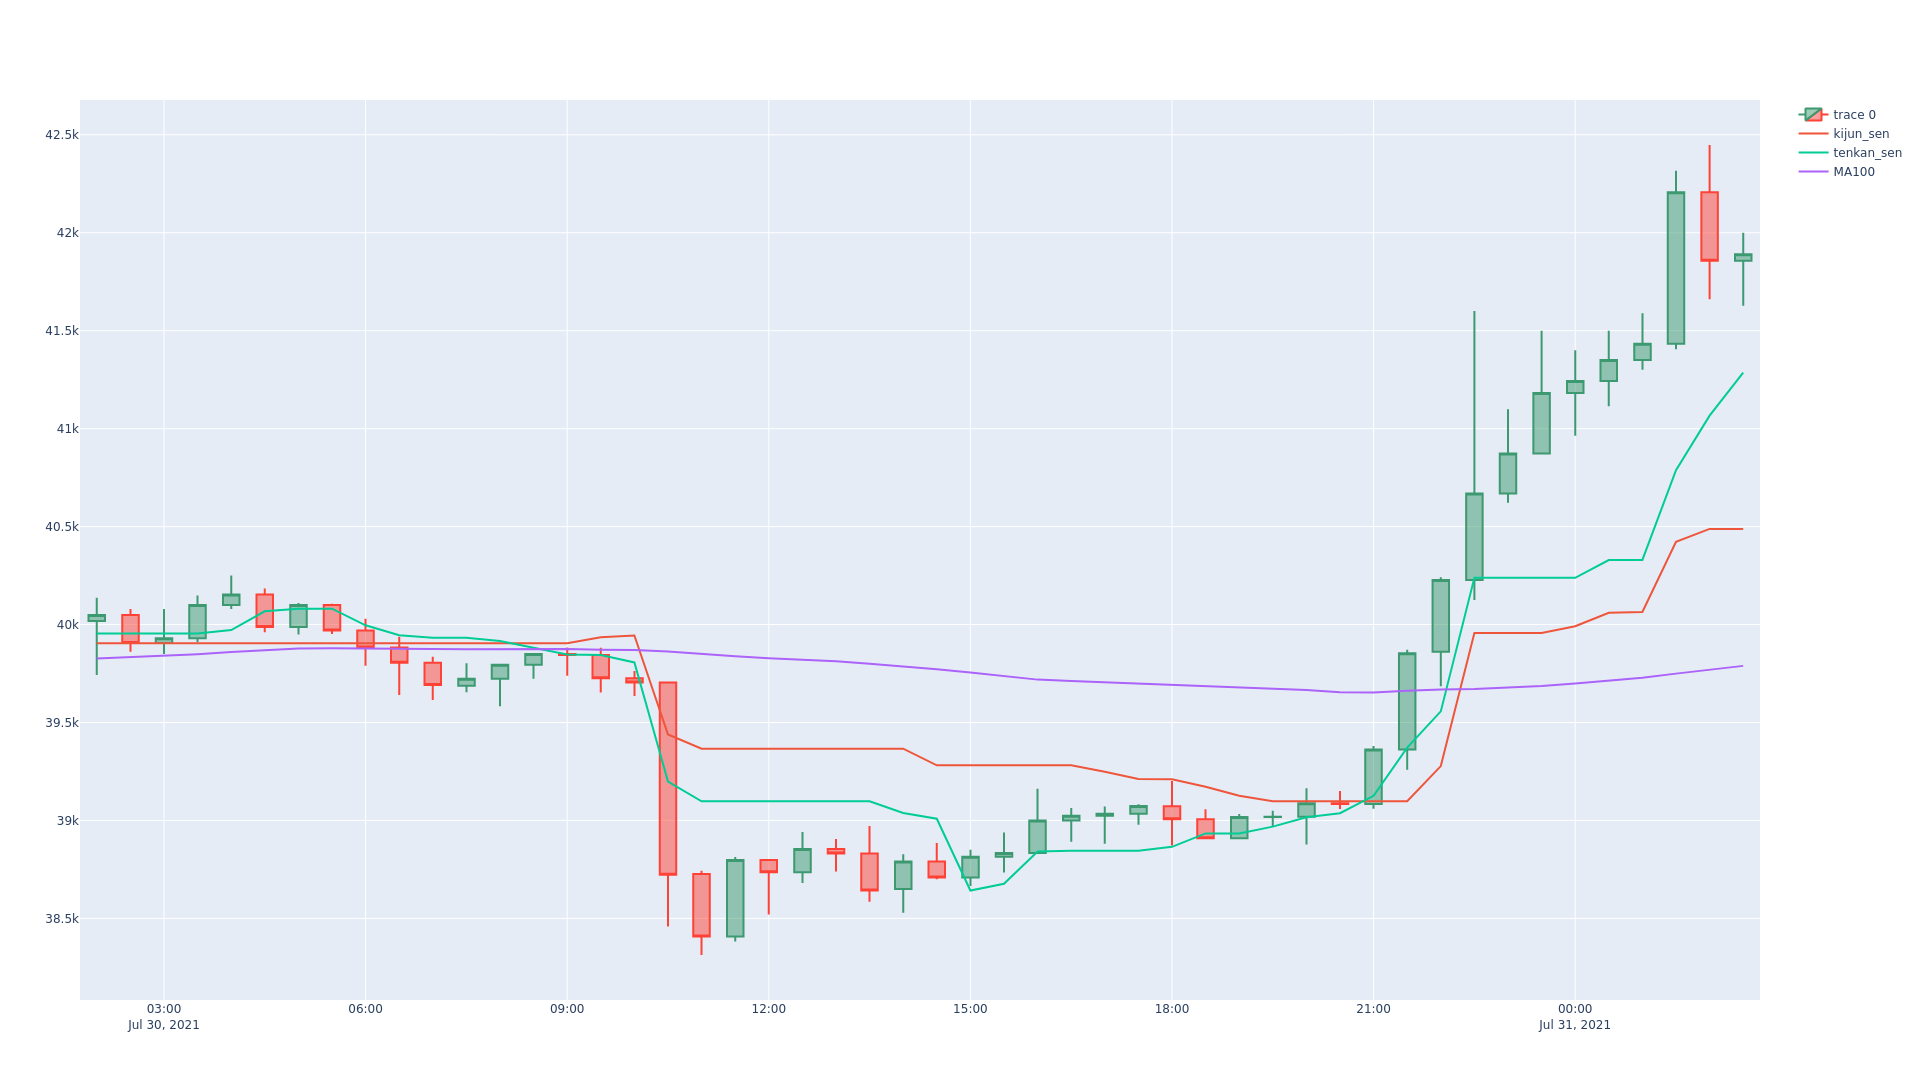 42.5k
42k
41.5k
41k
40.5k
40k
39.5k
39k
38.5k
03:00
Jul 30, 2021
06:00
09:00
12:00
15:00
18:00
21:00
00:00
Jul 31, 2021
trace 0
kijun_sen
tenkan_sen
MA100